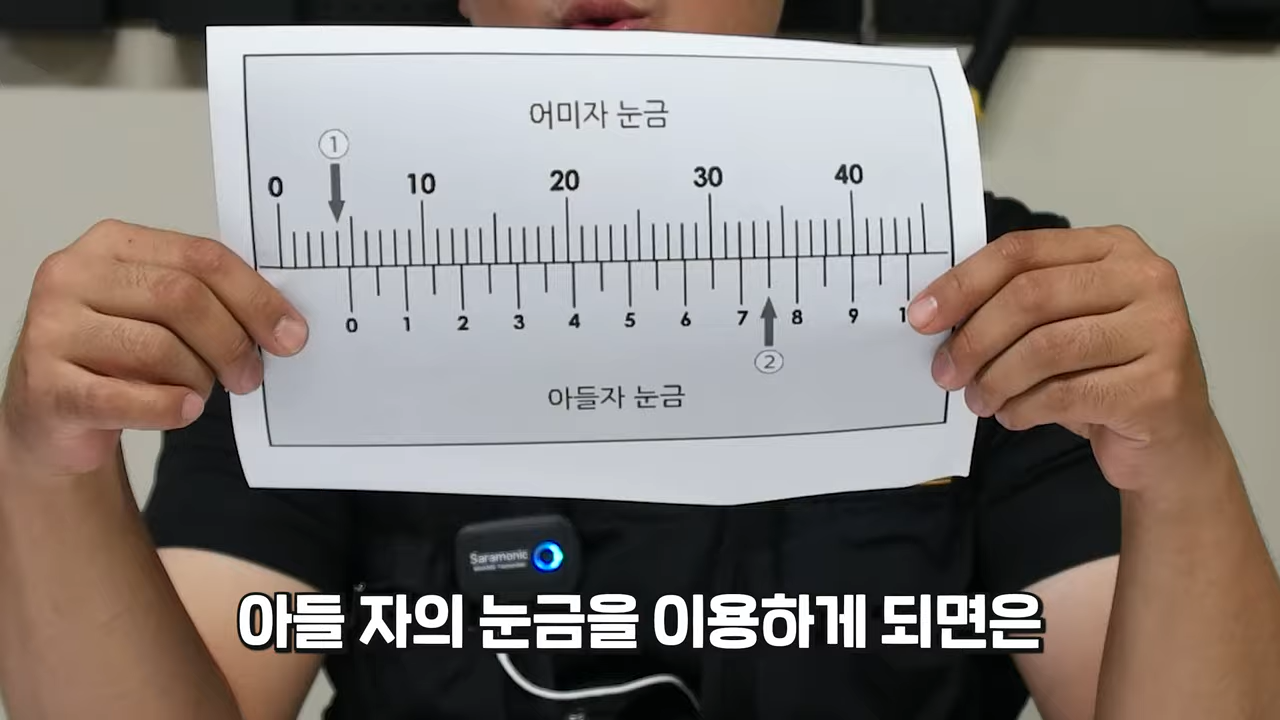 어미자 눈금
①
0 10 20 30 40
0 1 2 3 4 5 6 7 8 9 1
②
아들자 눈금
Saramonic
아들 자의 눈금을 이용하게 되면은